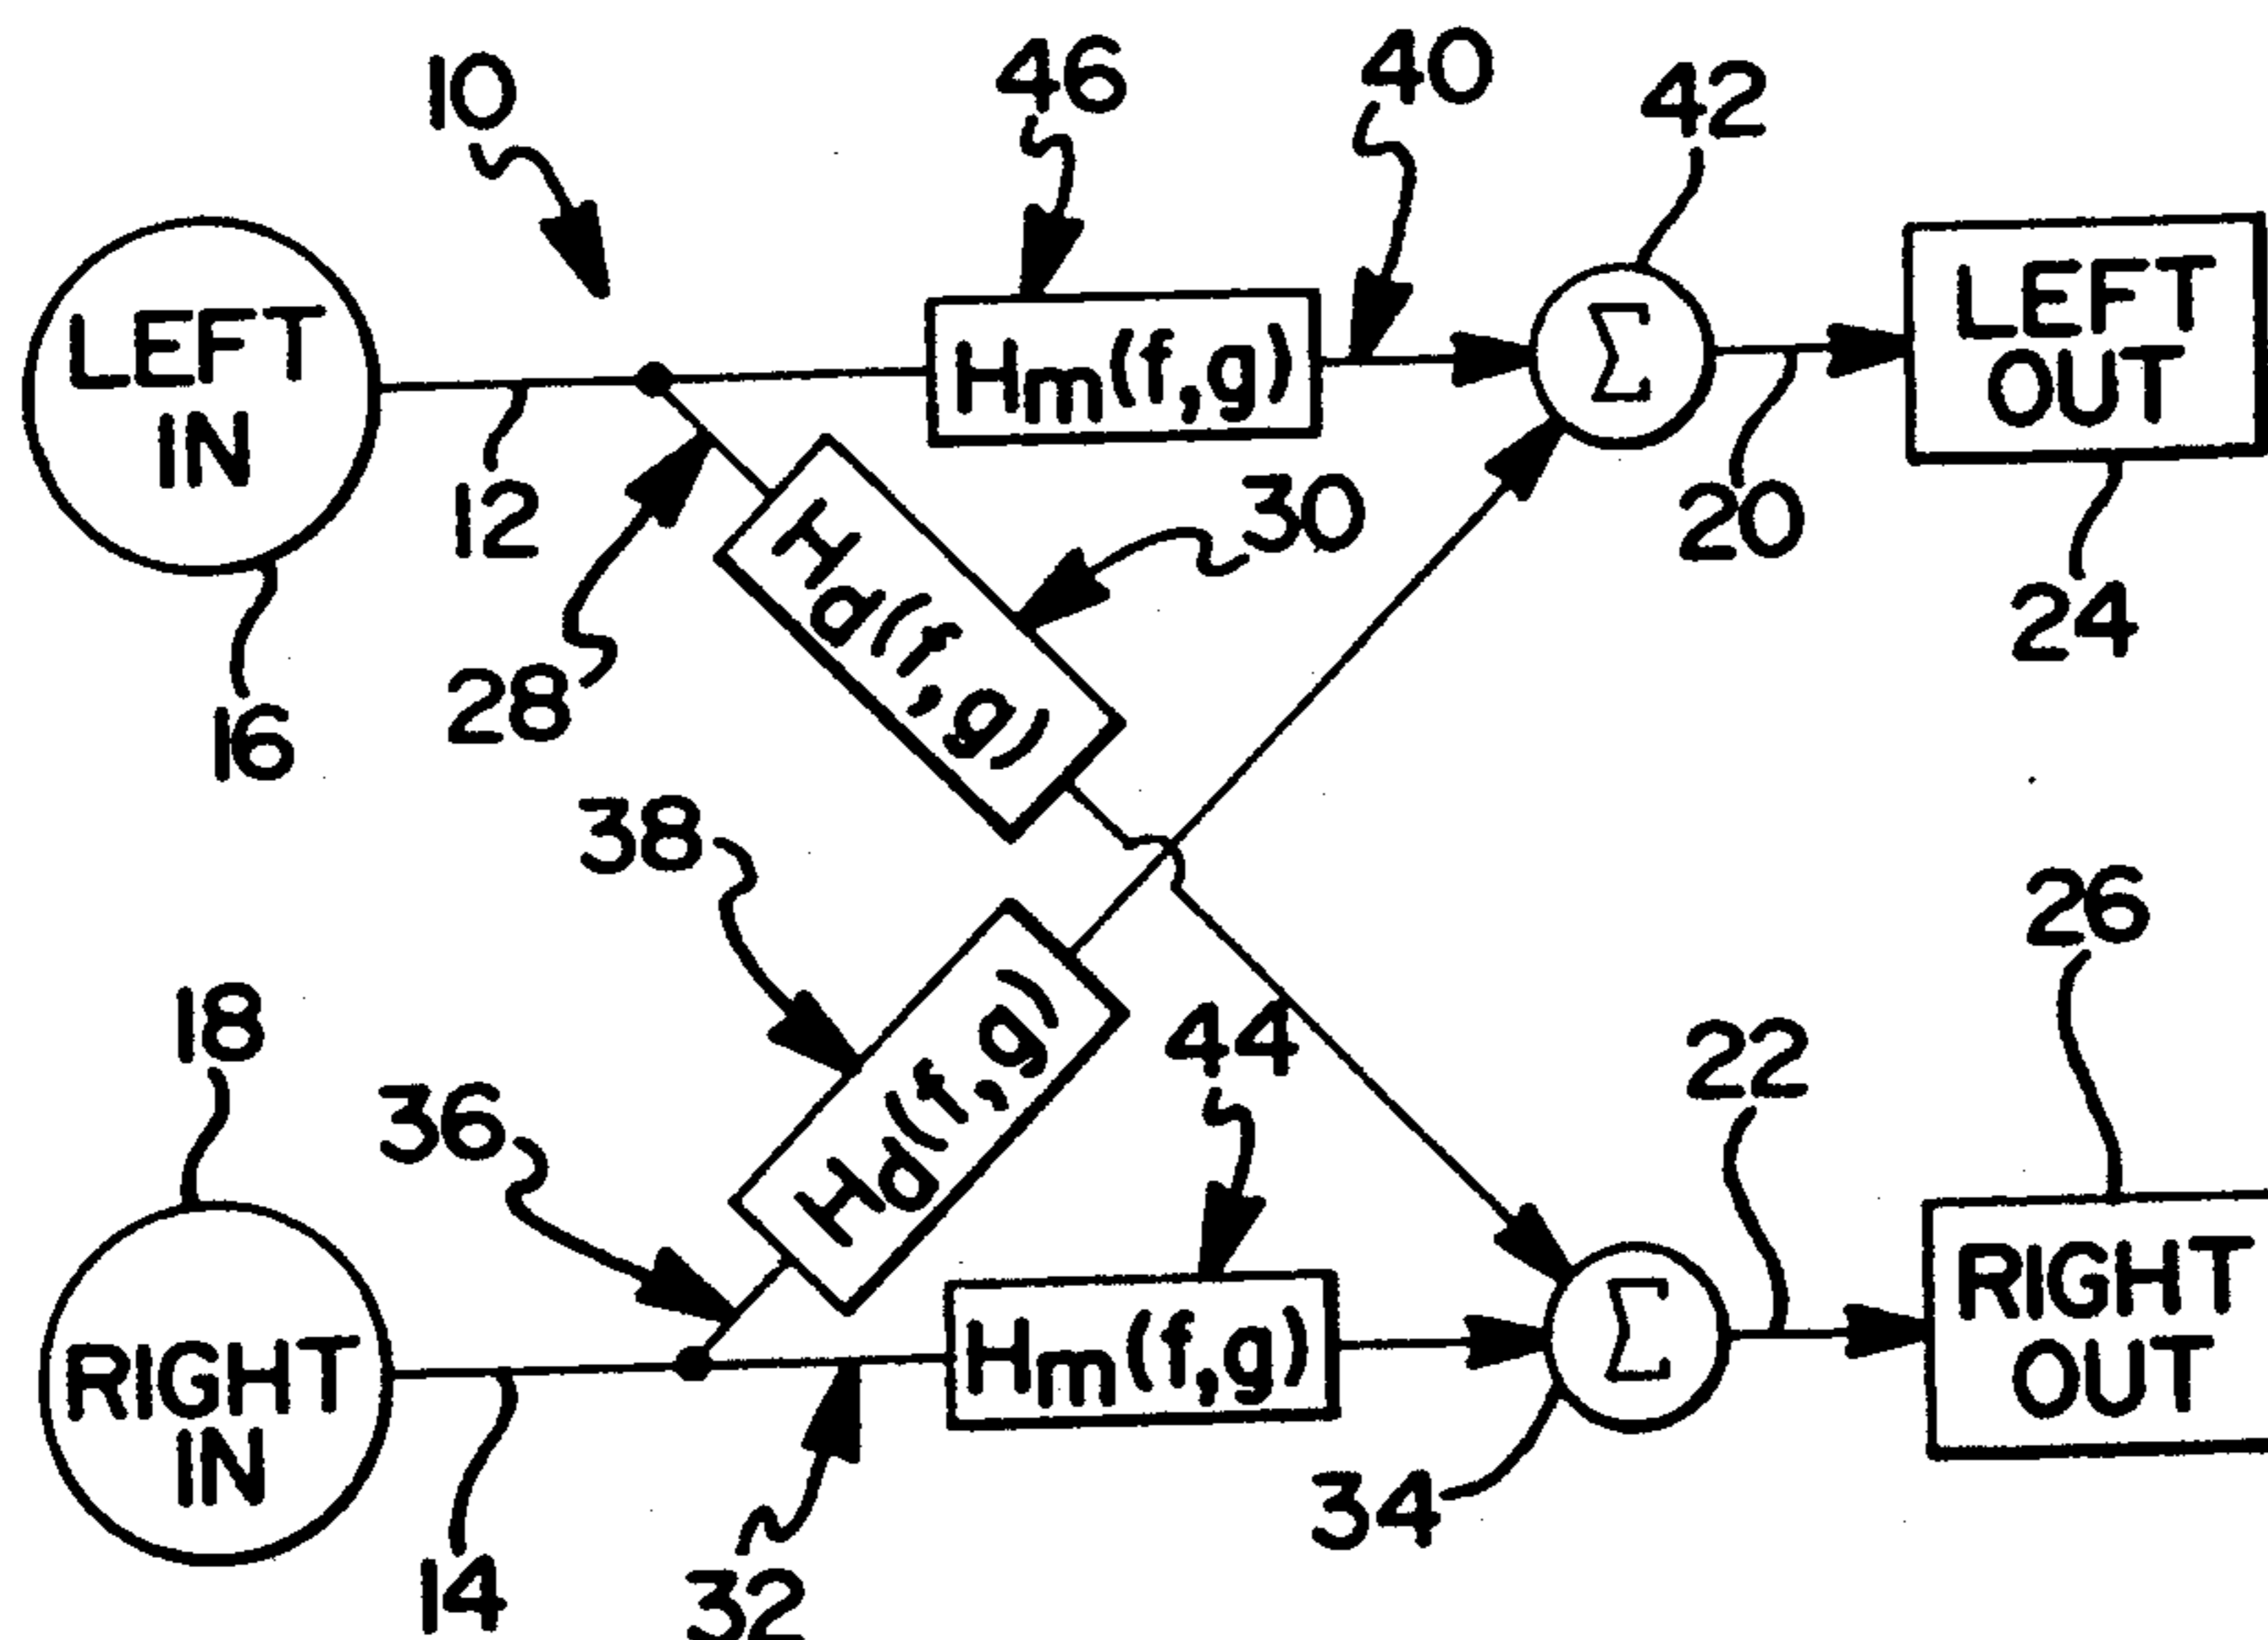 10
46
40
42
LEFT
IN
Hm(f,g)
Σ
LEFT
OUT
12
30
20
24
Hd(f,g)
28
16
38
26
18
44
22
36
Hd(f,g)
RIGHT
IN
Hm(f,g)
Σ
RIGHT
OUT
34
14
32